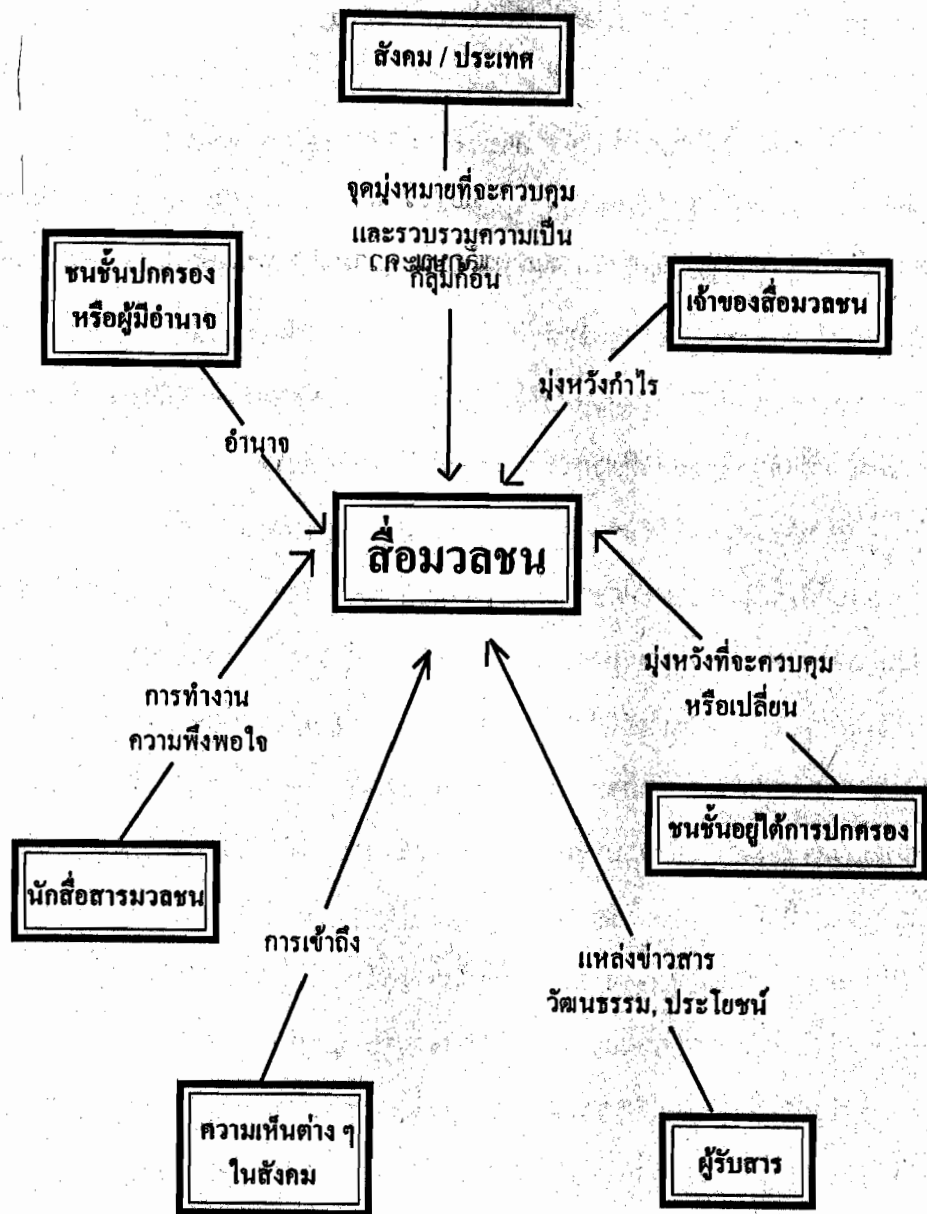 สังคม / ประเทศ
จุดมุ่งหมายที่จะควบคุม
และรวบรวมความเป็น
กลุ่มก้อน
ชนชั้นปกครอง
หรือผู้มีอำนาจ
เจ้าของสื่อมวลชน
มุ่งหวังกำไร
อำนาจ
สื่อมวลชน
มุ่งหวังที่จะควบคุม
หรือเปลี่ยน
การทำงาน
ความพึงพอใจ
ชนชั้นอยู่ใต้การปกครอง
นักสื่อสารมวลชน
การเข้าถึง
แหล่งข่าวสาร
วัฒนธรรม, ประโยชน์
ความเห็นต่าง ๆ
ในสังคม
ผู้รับสาร